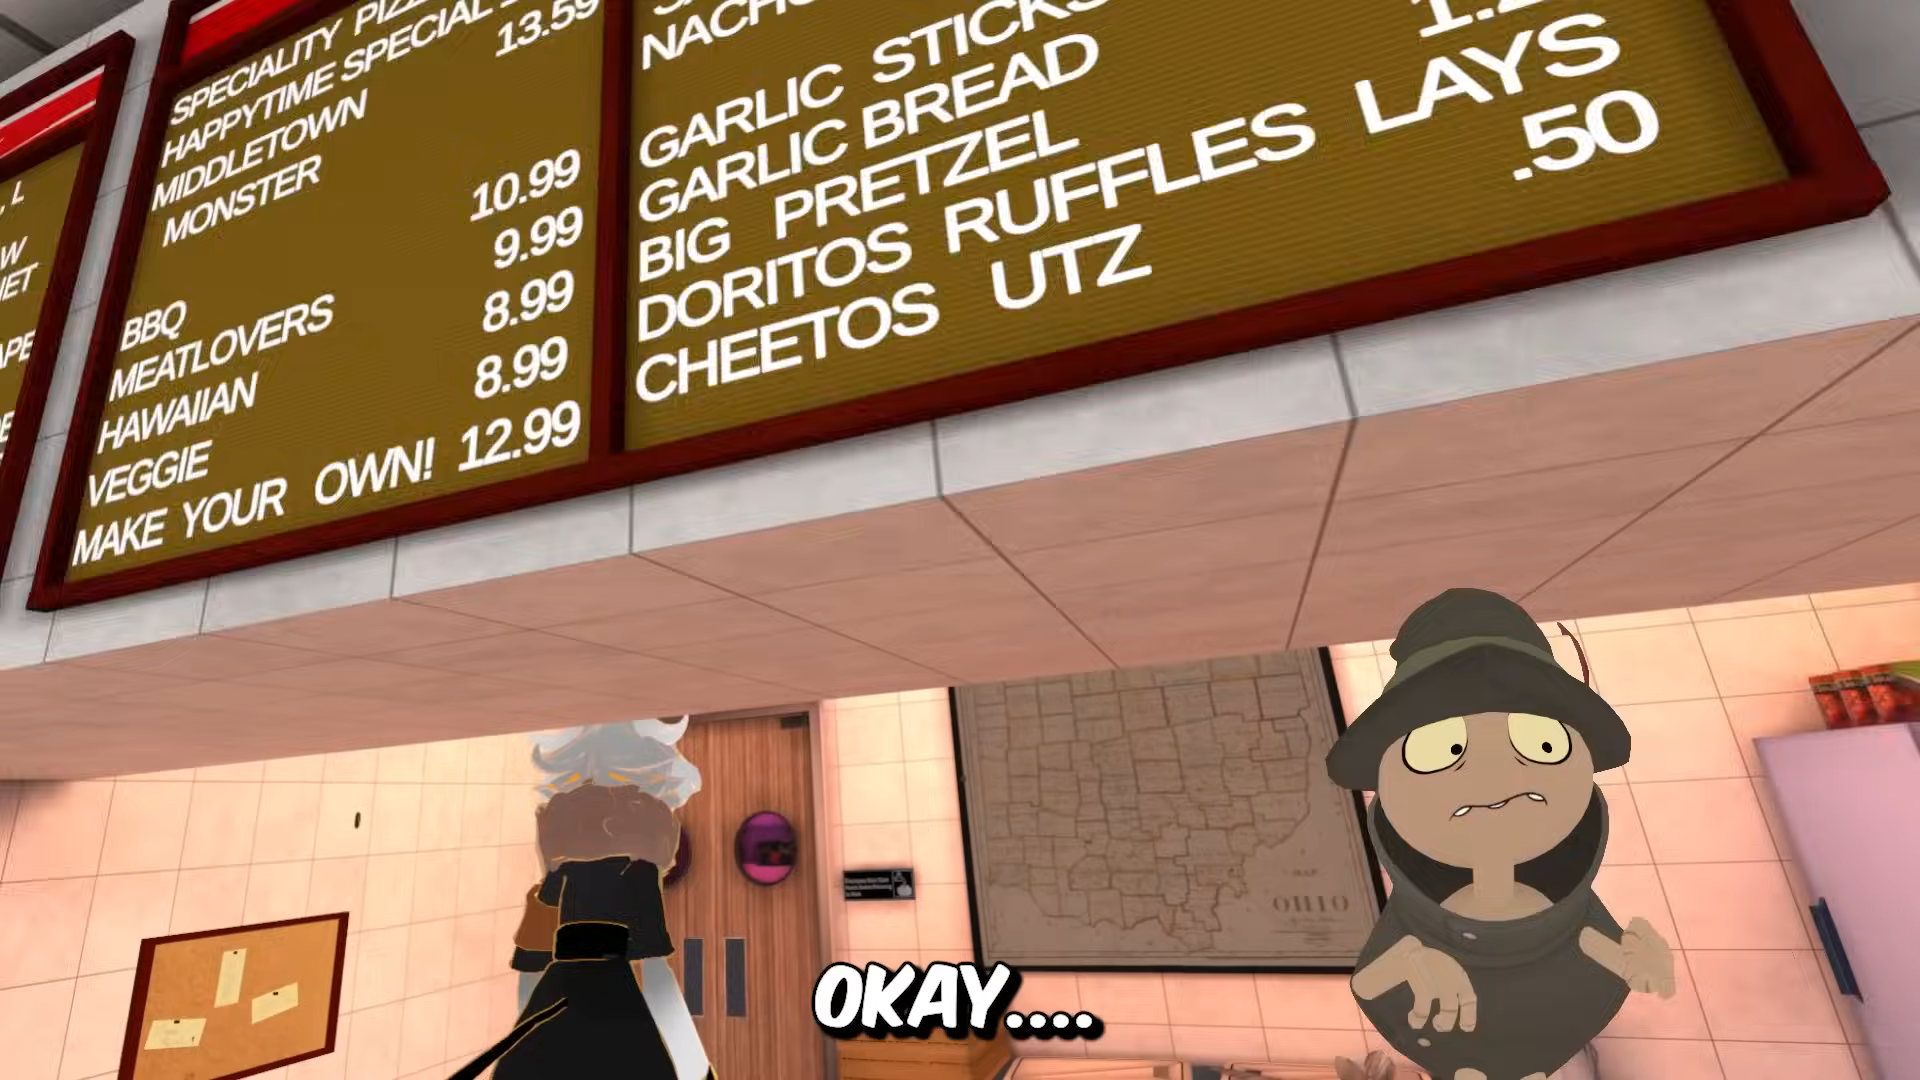 SPECIALITY
HAPPYTIME SPECIAL
13.59
MIDDLETOWN
MONSTER
10.99
9.99
BBQ
8.99
MEATLOVERS
8.99
HAWAIIAN
VEGGIE
MAKE YOUR OWN! 12.99
GARLIC STICKS
GARLIC BREAD
BIG PRETZEL
DORITOS RUFFLES LAYS
.50
CHEETOS UTZ
OHIO
OKAY....